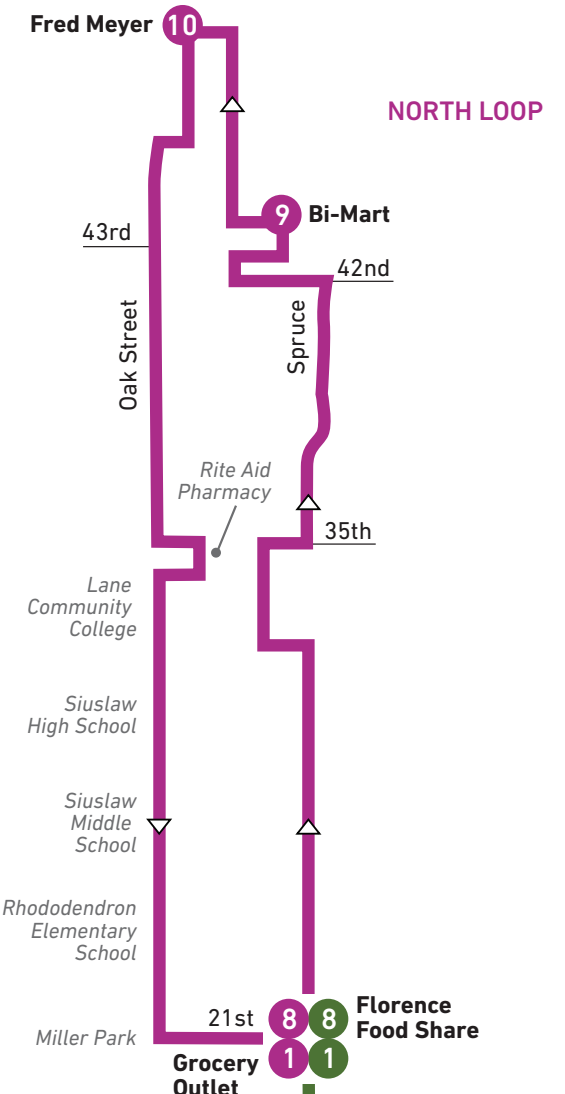 Fred Meyer 10
NORTH LOOP
9 Bi-Mart
43rd
42nd
Oak Street
Spruce
Rite Aid
Pharmacy
35th
Lane
Community
College
Siuslaw
High School
Siuslaw
Middle
School
Rhododendron
Elementary
School
21st
8 8
Florence
Food Share
Miller Park
1 1
Grocery
Outlet